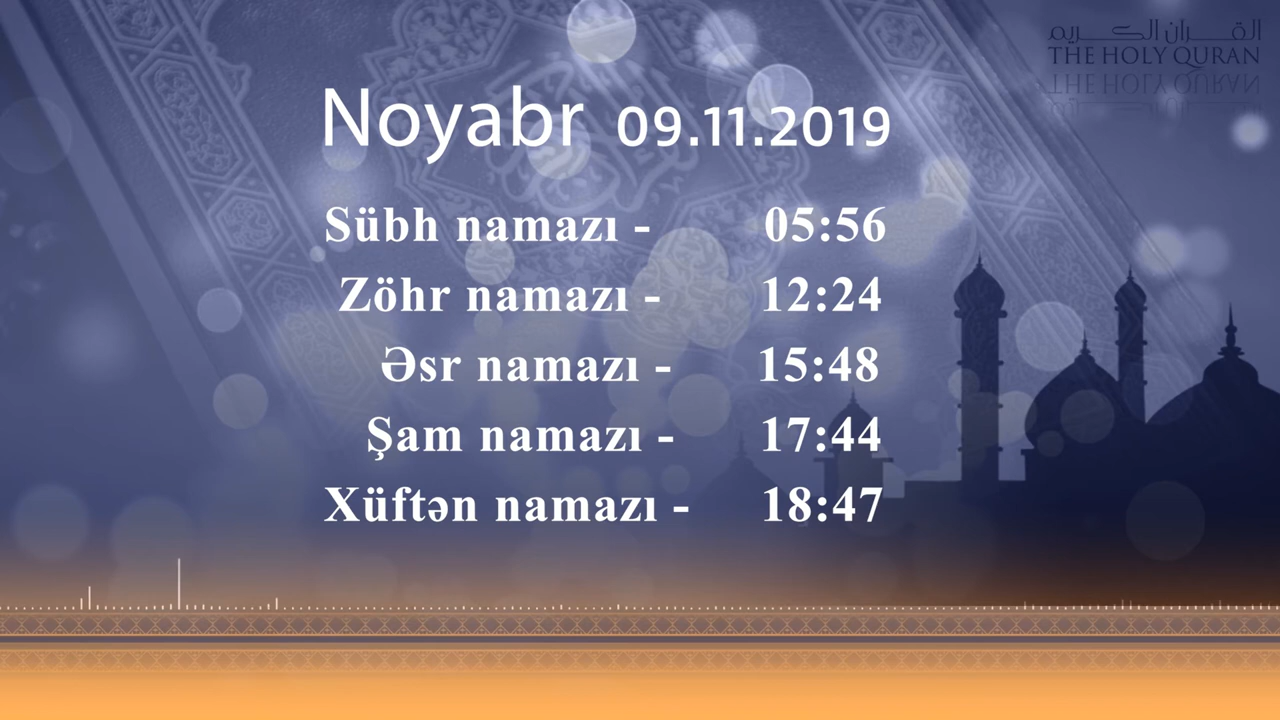 القرآن الكريم
THE HOLY QURAN
Noyabr 09.11.2019
Sübh namazı - 05:56
Zöhr namazı - 12:24
Əsr namazı - 15:48
Şam namazı - 17:44
Xüftən namazı - 18:47